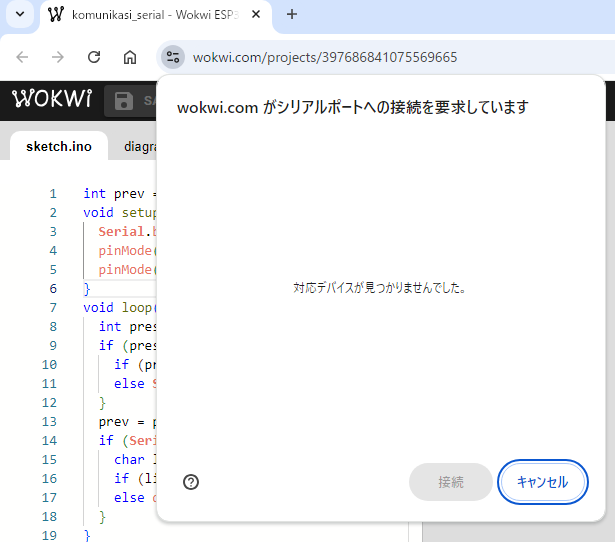 komunikasi_serial - Wokwi ESP3
wokwi.com/projects/397686841075569665
WOKWI
SA
sketch.ino
diagra
wokwi.com がシリアルポートへの接続を要求しています
対応デバイスが見つかりませんでした。
接続
キャンセル
1 int prev =
2 void setup
3 Serial.b
4 pinMode(
5 pinMode(
6 }
7 void loop(
8 int pres
9 if (pres
10 if (pr
11 else S
12 }
13 prev = p
14 if (Seri
15 char l
16 if (li
17 else d
18 }
19 }